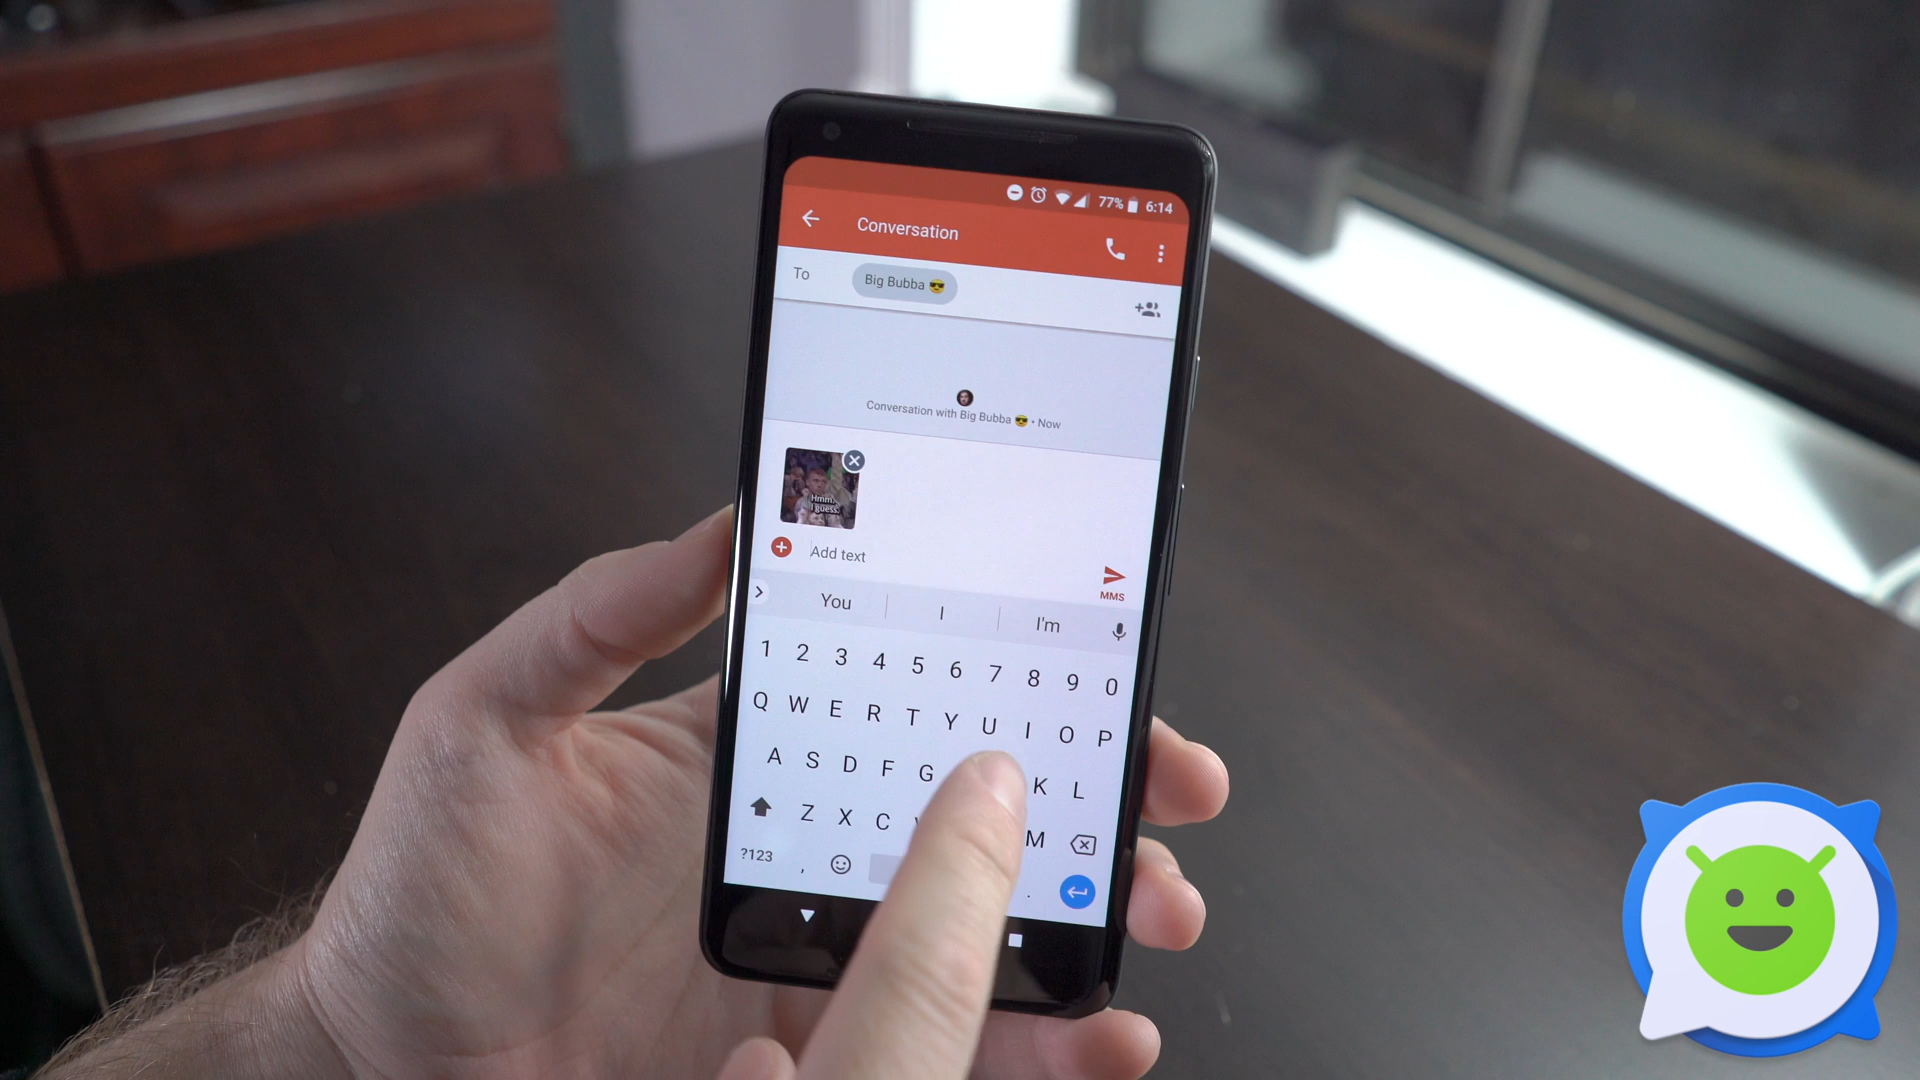 77% 6:14
Conversation
To Big Bubba 😎
Conversation with Big Bubba 😎 • Now
Hmm.
I guess.
Add text
MMS
You I I'm
1 2 3 4 5 6 7 8 9 0
Q W E R T Y U I O P
A S D F G K L
Z X C M
?123 , .